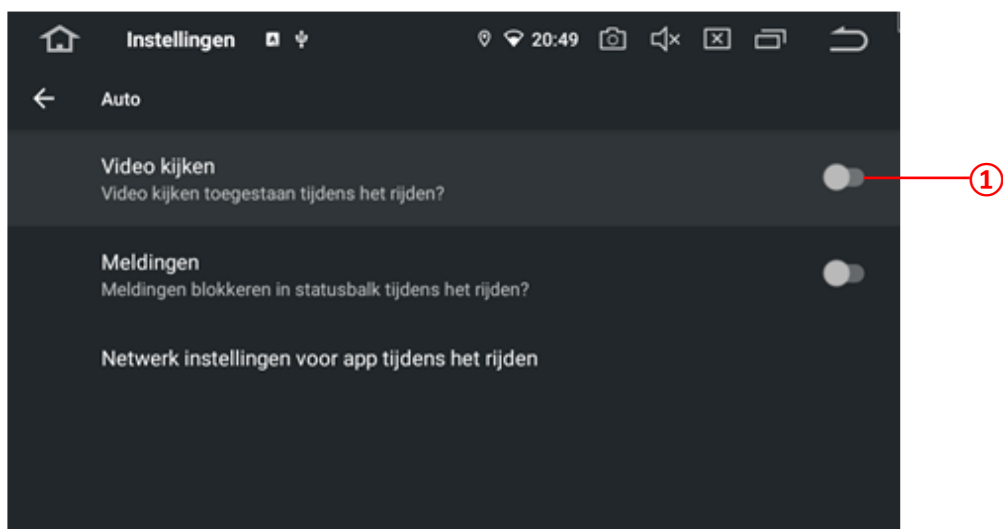 Instellingen 20:49
Auto
Video kijken
Video kijken toegestaan tijdens het rijden?
1
Meldingen
Meldingen blokkeren in statusbalk tijdens het rijden?
Netwerk instellingen voor app tijdens het rijden